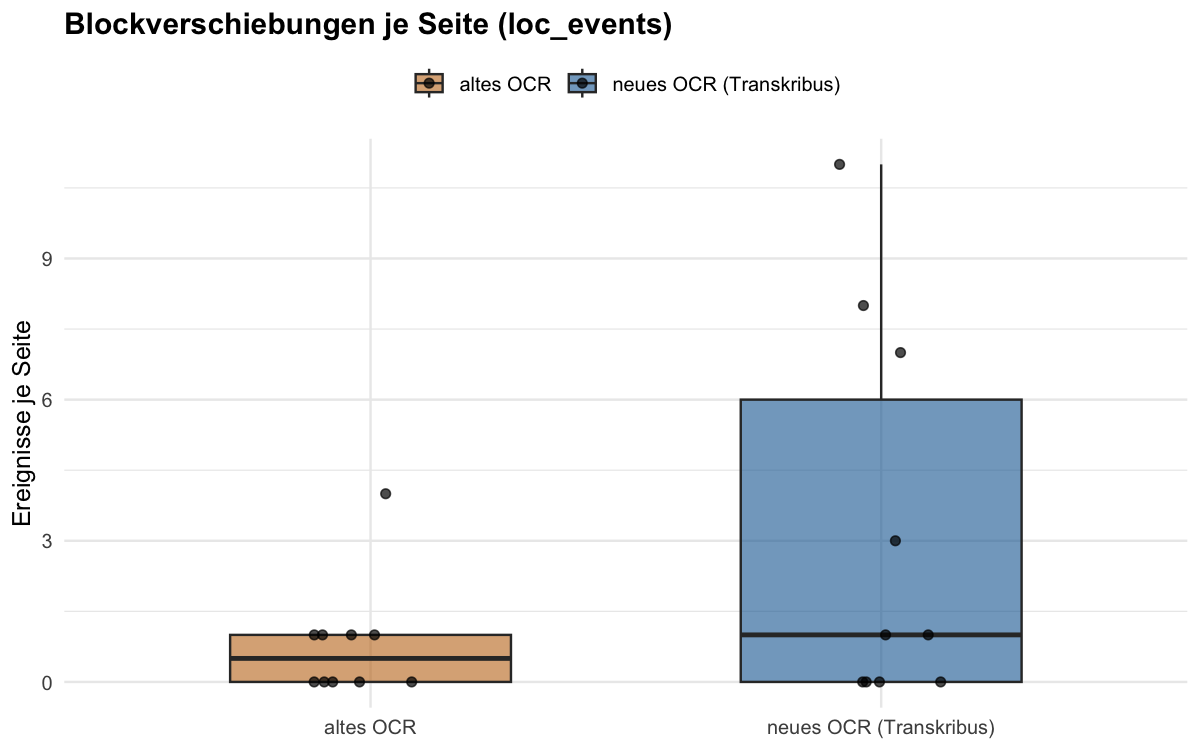 Blockverschiebungen je Seite (loc_events)
altes OCR neues OCR (Transkribus)
Ereignisse je Seite
9
6
3
0
altes OCR neues OCR (Transkribus)